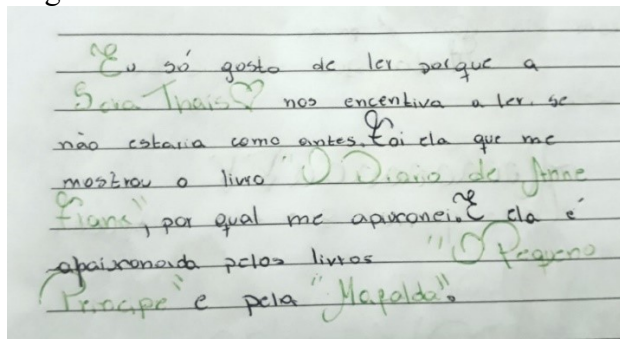 Eu só gosto de ler porque a
Sora Thais♡ nos encentiva a ler. se
não estaria como antes. Foi ela que me
mostrou o livro "O Diario de Anne
Frank", por qual me apaixonei. E ela é
apaixonada pelos livros "O Pequeno
Principe" e pela "Mafalda".